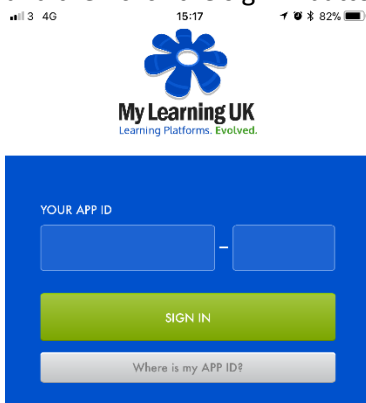 3 4G 15:17 82%
My Learning UK
Learning Platforms. Evolved.
YOUR APP ID
–
SIGN IN
Where is my APP ID?